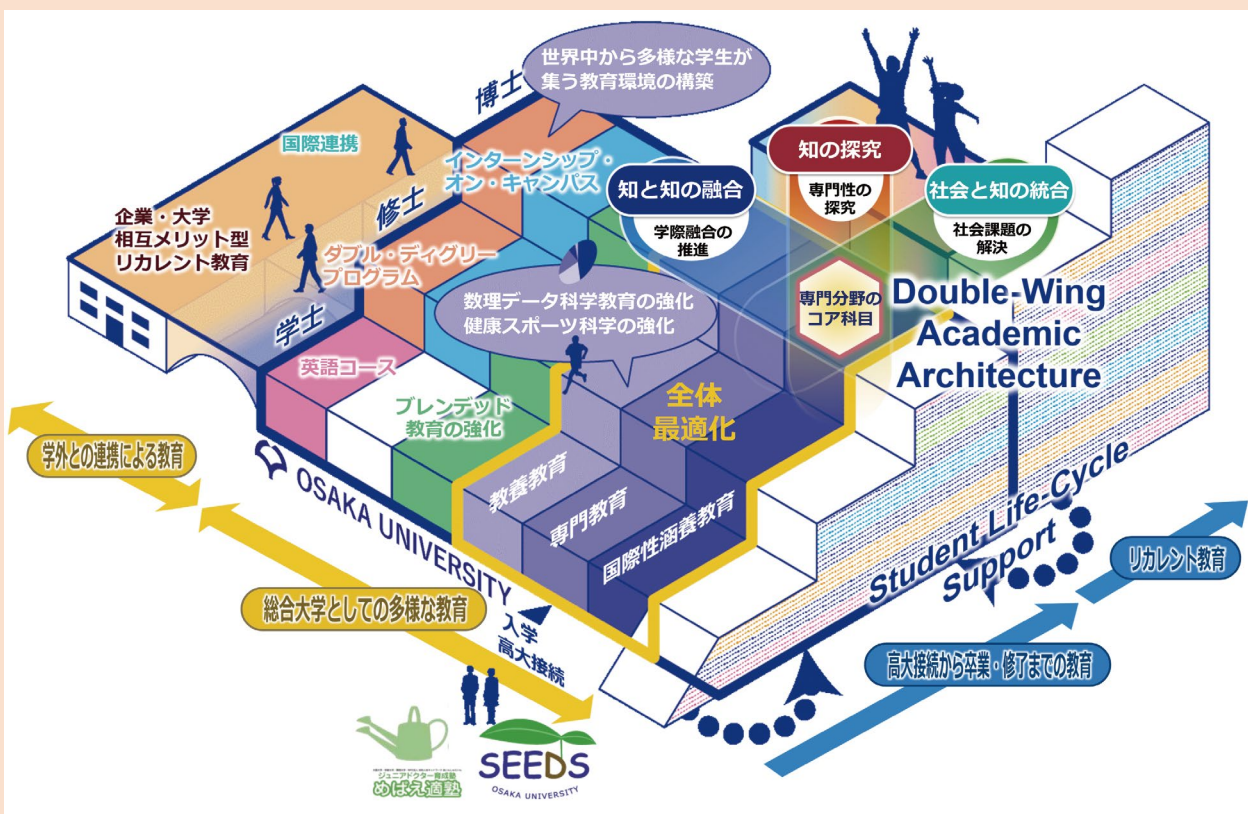 世界中から多様な学生が
集う教育環境の構築
博士
国際連携
インターンシップ・
オン・キャンパス
知の探究
専門性の
探究
知と知の融合
学際融合の
推進
社会と知の統合
社会課題の
解決
修士
企業・大学
相互メリット型
リカレント教育
ダブル・ディグリー
プログラム
数理データ科学教育の強化
健康スポーツ科学の強化
専門分野の
コア科目
Double-Wing
Academic
Architecture
学士
英語コース
ブレンデッド
教育の強化
全体
最適化
学外との連携による教育
OSAKA UNIVERSITY
教養教育
専門教育
国際性涵養教育
Student Life-Cycle
Support
リカレント教育
総合大学としての多様な教育
入学
高大接続
高大接続から卒業・修了までの教育
ジュニアドクター育成塾
めばえ適塾
SEEDS
OSAKA UNIVERSITY